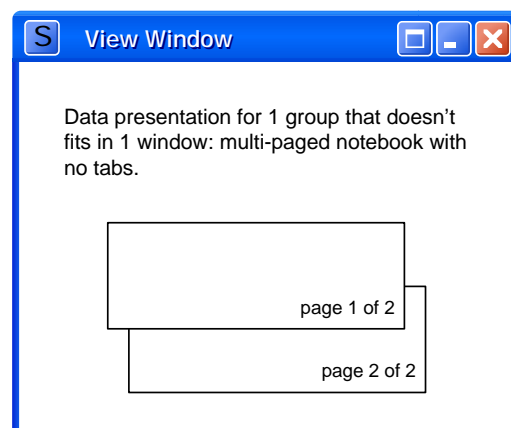 S View Window
Data presentation for 1 group that doesn't
fits in 1 window: multi-paged notebook with
no tabs.
page 1 of 2
page 2 of 2